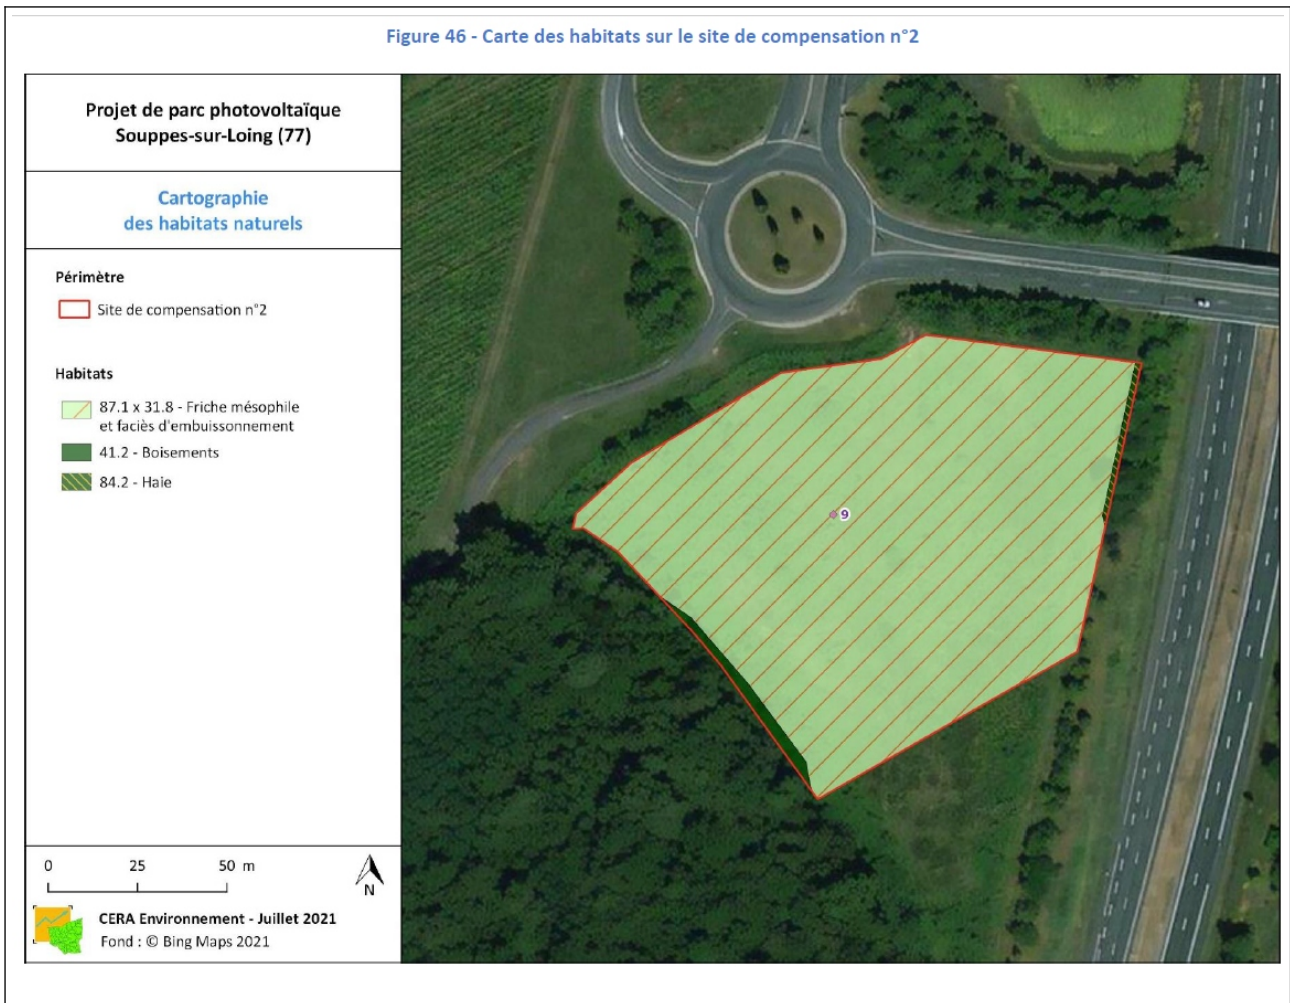 Figure 46 - Carte des habitats sur le site de compensation n°2
Projet de parc photovoltaïque
Souppes-sur-Loing (77)
Cartographie
des habitats naturels
Périmètre
Site de compensation n°2
Habitats
87.1 x 31.8 - Friche mésophile
et faciès d'embuissonnement
41.2 - Boisements
84.2 - Haie
9
0 25 50 m
N
CERA Environnement - Juillet 2021
Fond : © Bing Maps 2021